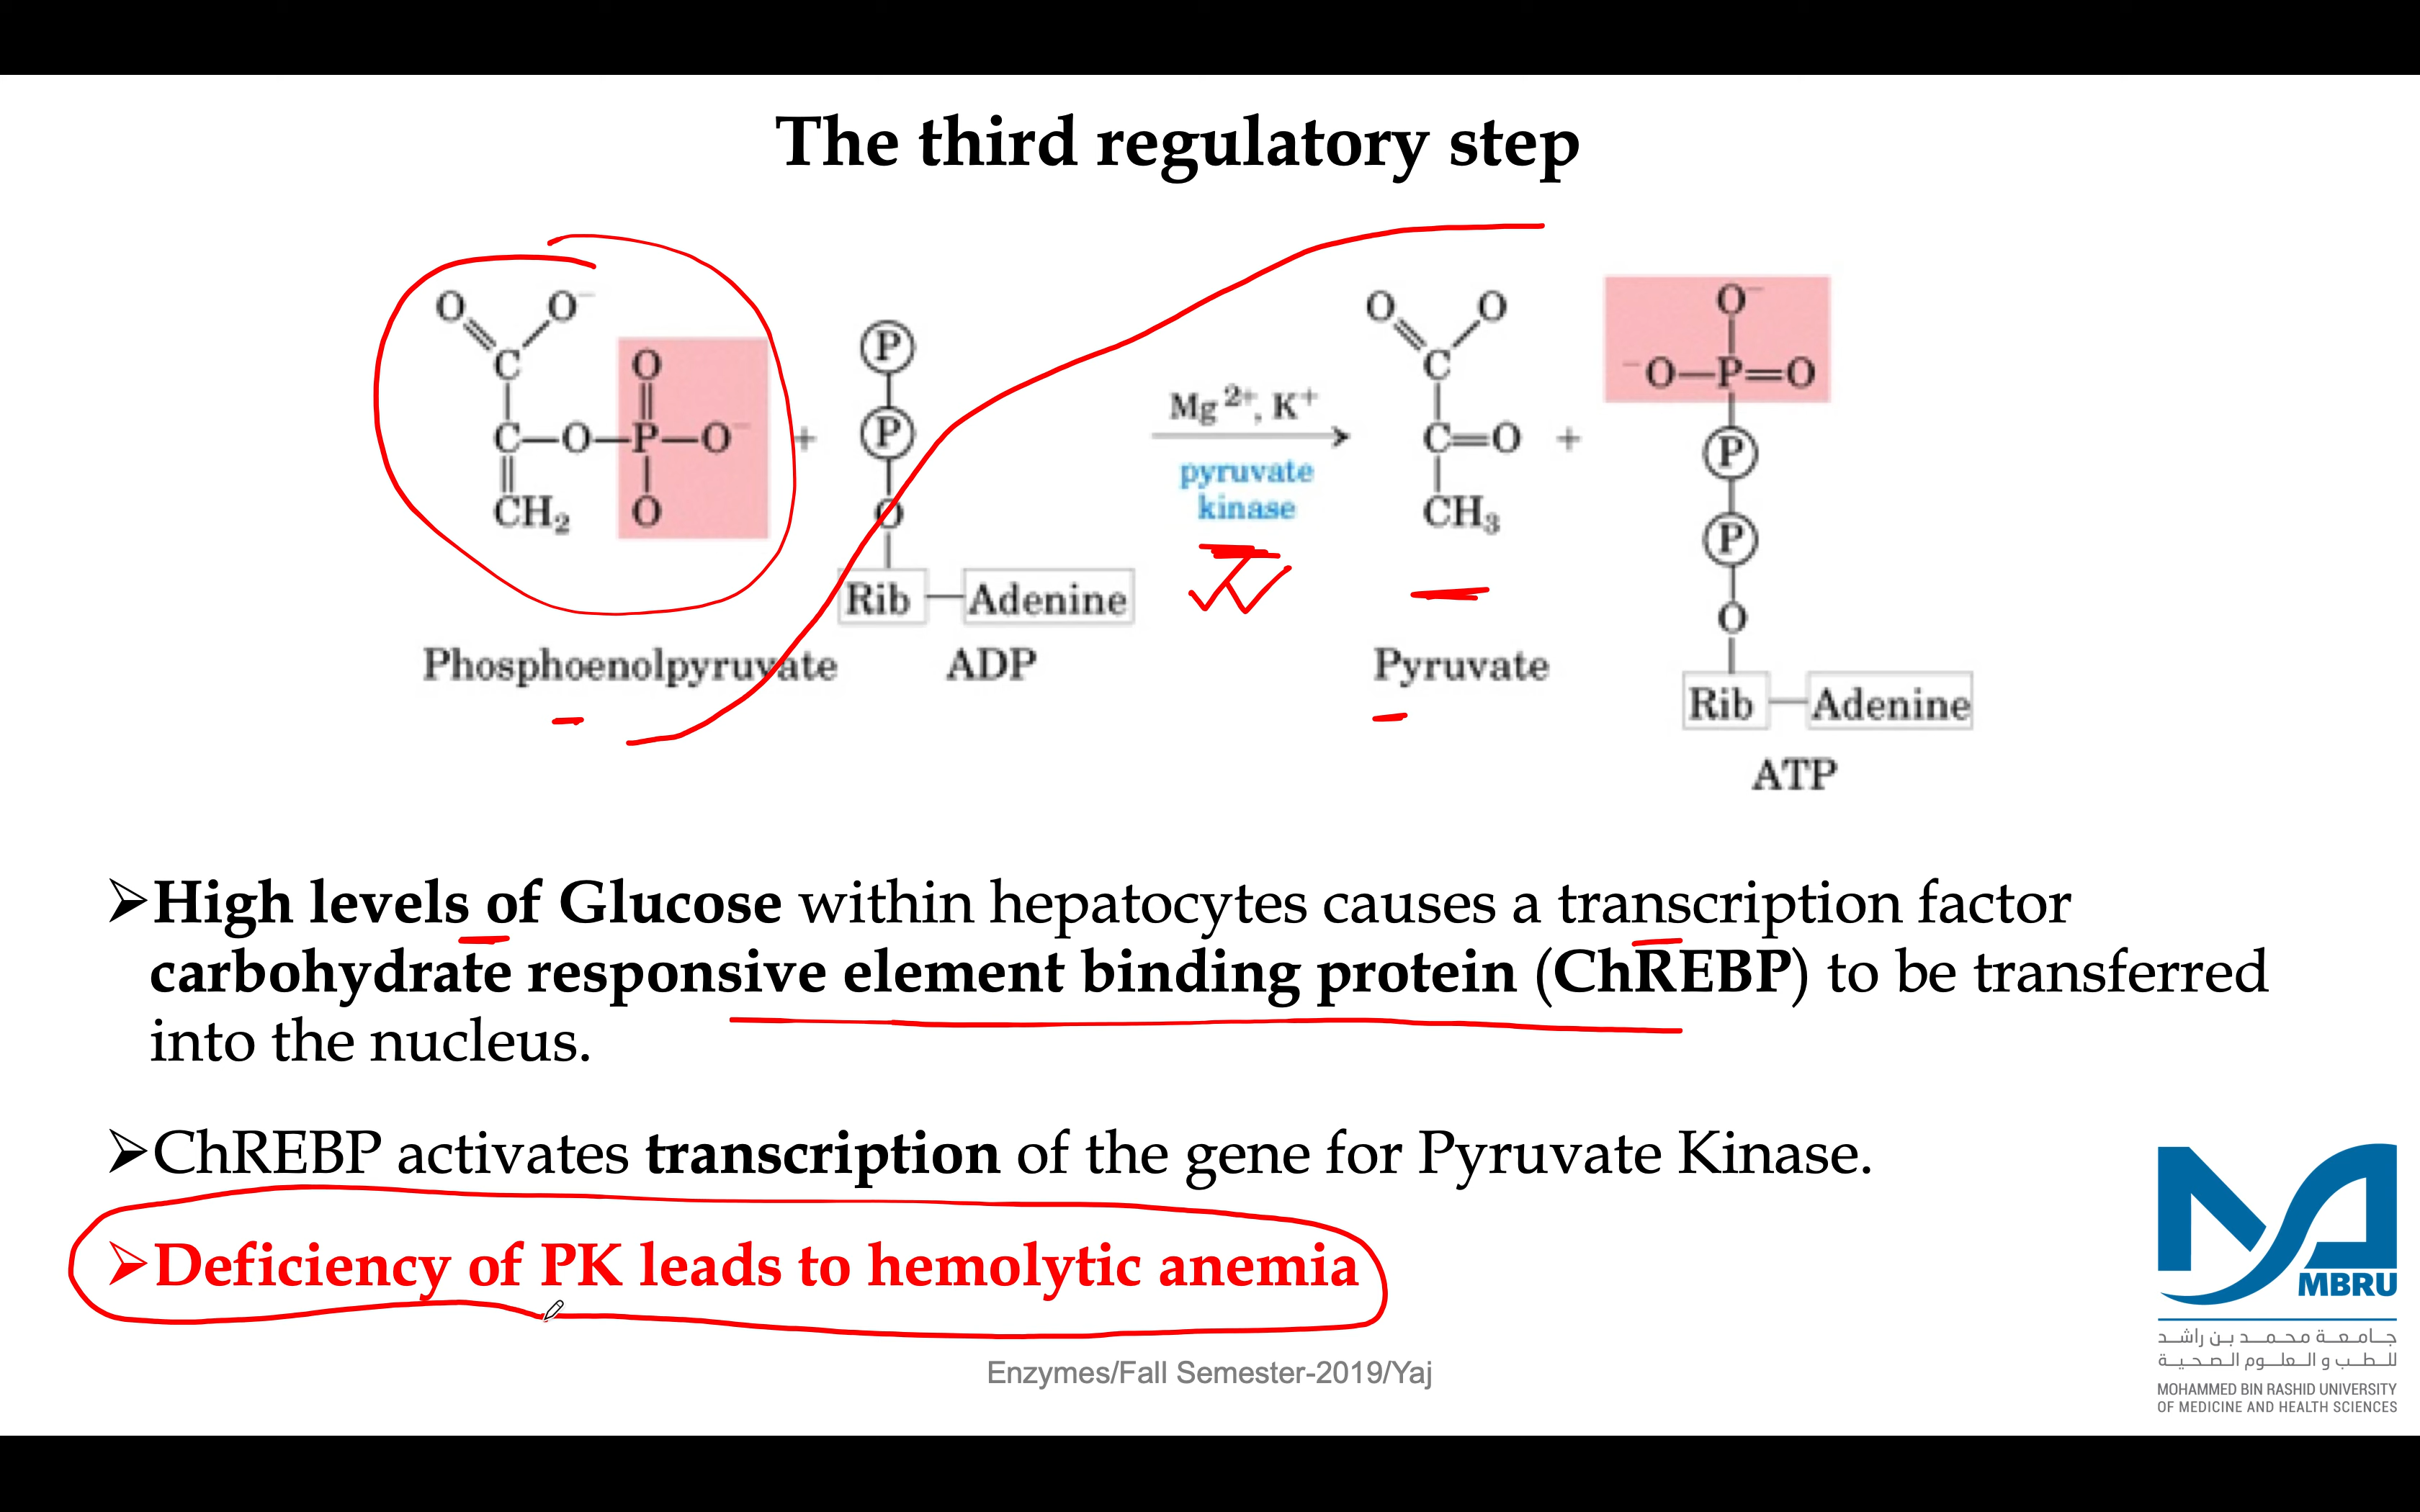 The third regulatory step
O O⁻ O O O⁻
C O P ⁻O—P=O
C—O—P—O⁻ + P Mg 2+, K+ C C=O + P
CH₂ O O pyruvate kinase CH₃ P
Rib — Adenine O
Phosphoenolpyruvate ADP Pyruvate Rib — Adenine
ATP
➢High levels of Glucose within hepatocytes causes a transcription factor
carbohydrate responsive element binding protein (ChREBP) to be transferred
into the nucleus.
➢ChREBP activates transcription of the gene for Pyruvate Kinase.
➢Deficiency of PK leads to hemolytic anemia
MBRU
جامعة محمد بن راشد
للطب و العلوم الصحية
MOHAMMED BIN RASHID UNIVERSITY
OF MEDICINE AND HEALTH SCIENCES
Enzymes/Fall Semester-2019/Yaj